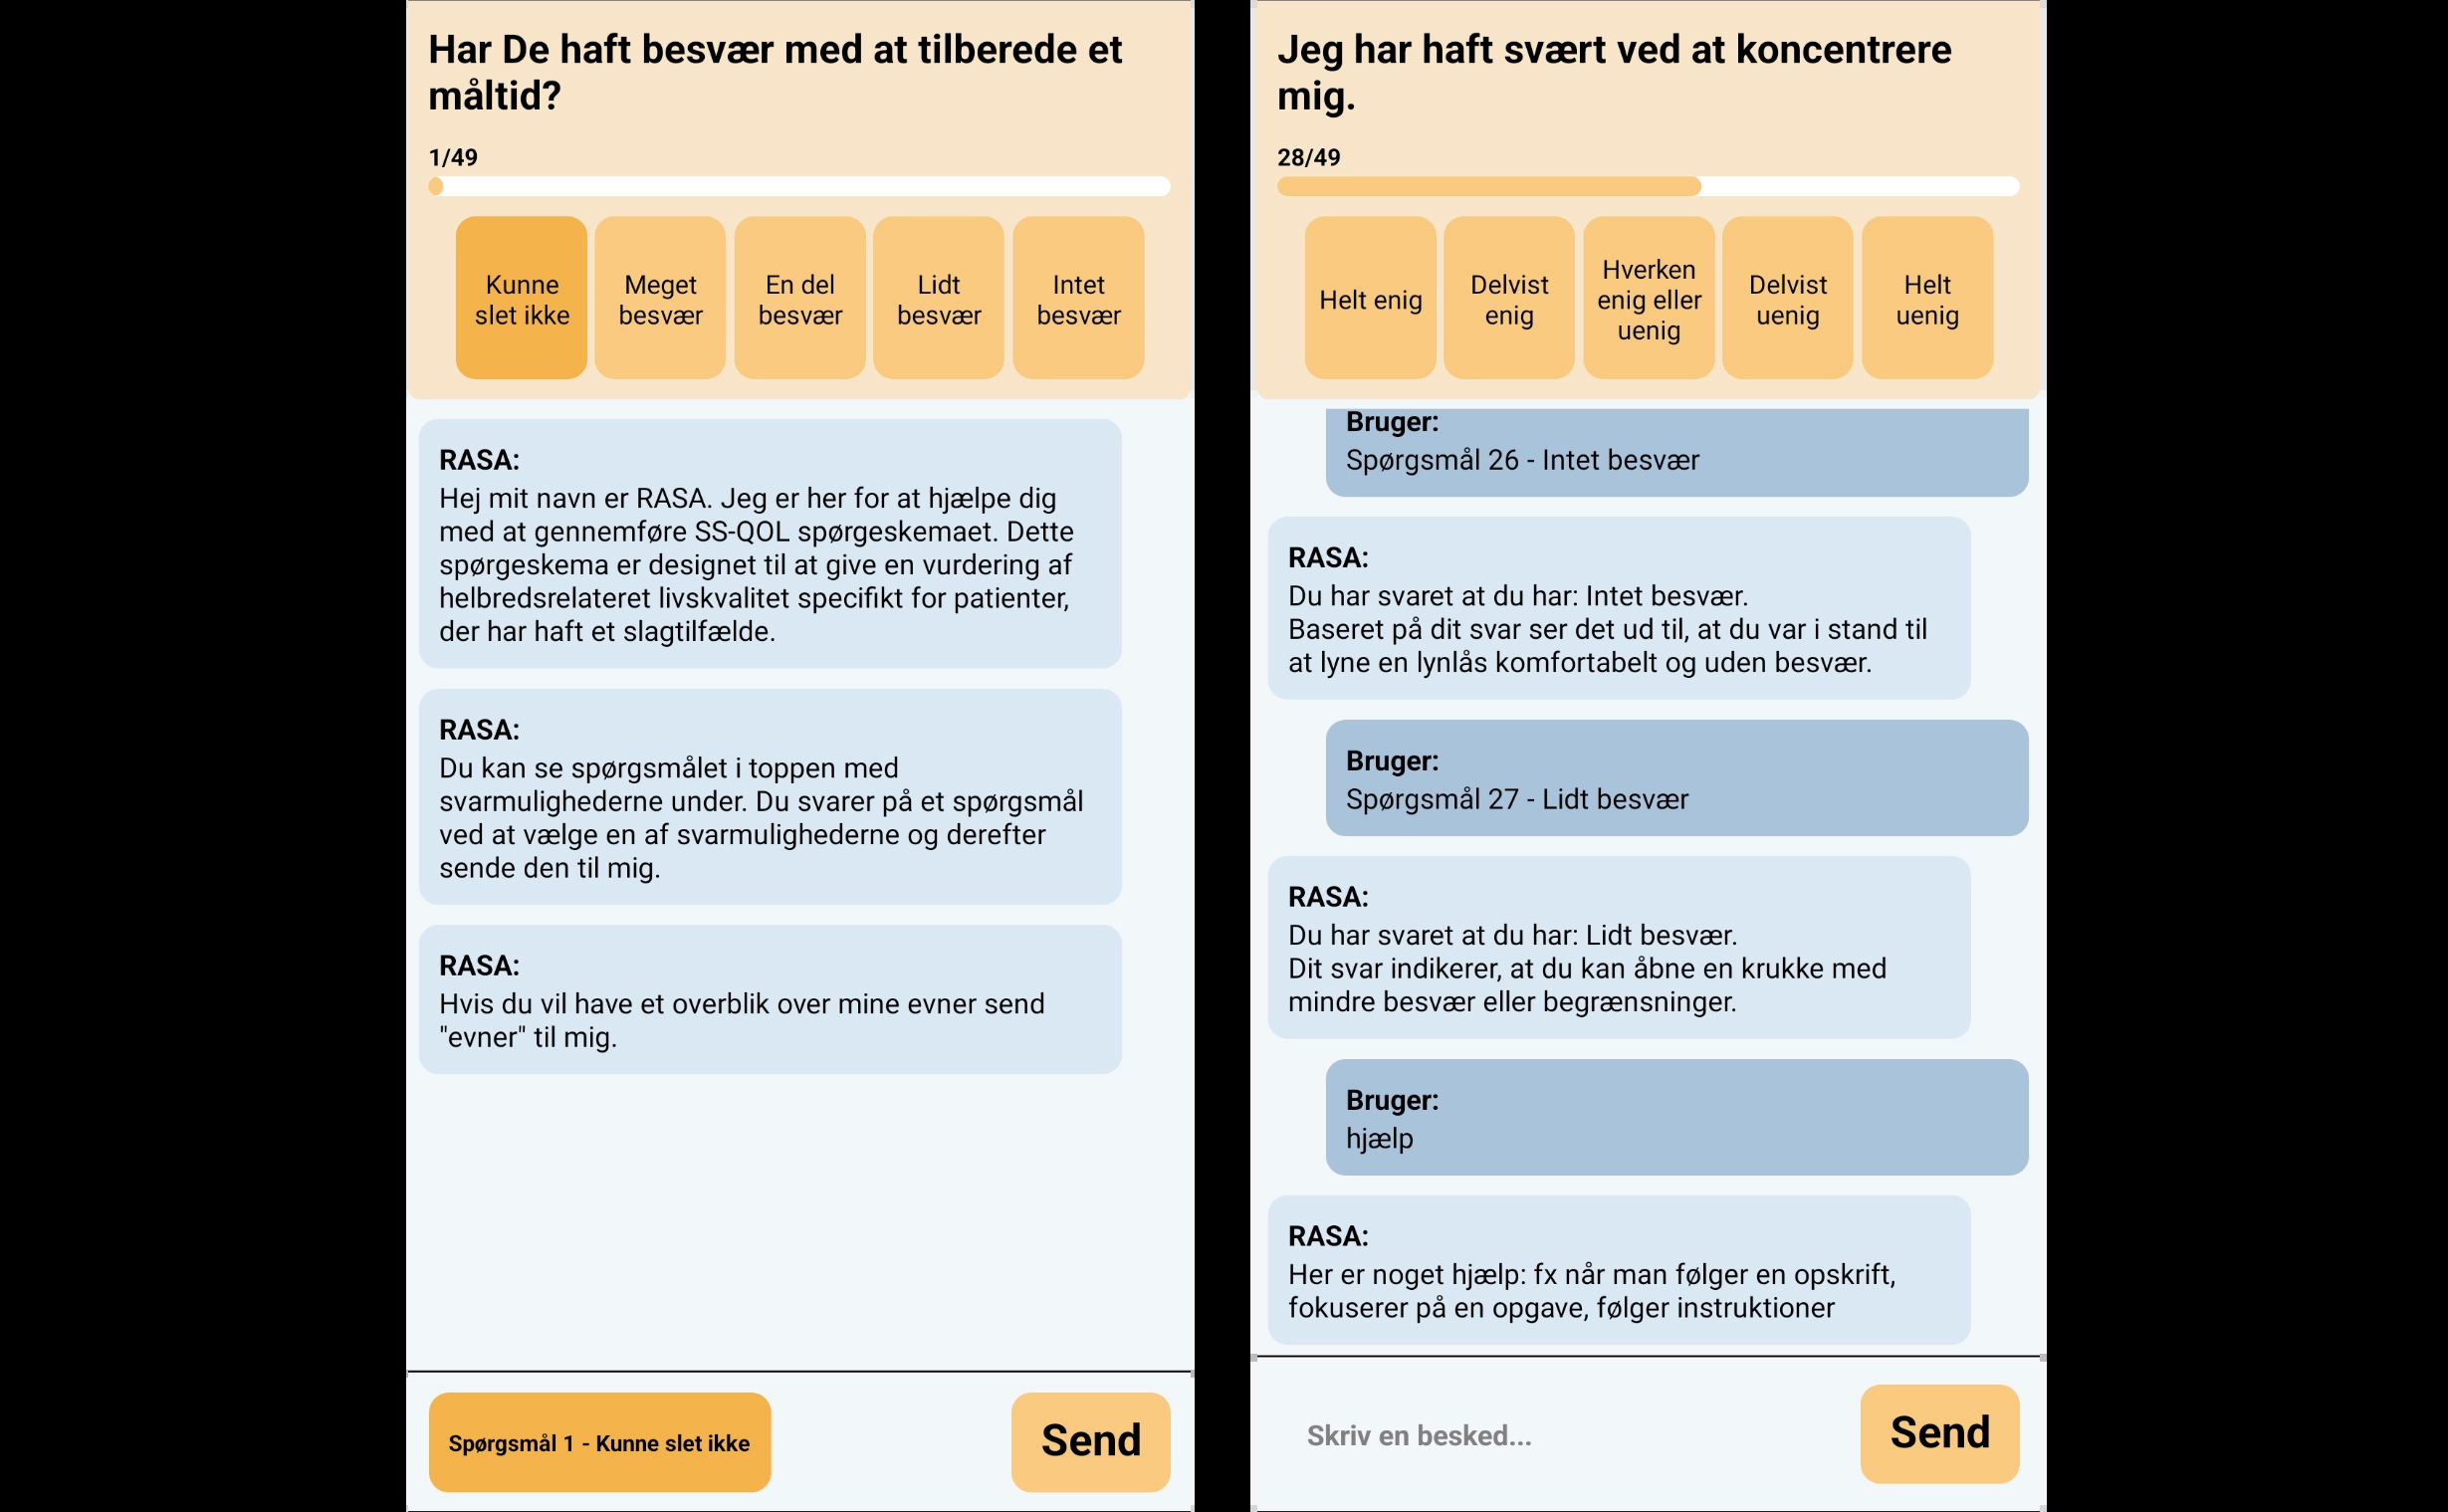 Har De haft besvær med at tilberede et
måltid?
1/49
Kunne
slet ikke
Meget
besvær
En del
besvær
Lidt
besvær
Intet
besvær
RASA:
Hej mit navn er RASA. Jeg er her for at hjælpe dig
med at gennemføre SS-QOL spørgeskemaet. Dette
spørgeskema er designet til at give en vurdering af
helbredsrelateret livskvalitet specifikt for patienter,
der har haft et slagtilfælde.
RASA:
Du kan se spørgsmålet i toppen med
svarmulighederne under. Du svarer på et spørgsmål
ved at vælge en af svarmulighederne og derefter
sende den til mig.
RASA:
Hvis du vil have et overblik over mine evner send
"evner" til mig.
Spørgsmål 1 - Kunne slet ikke
Send
Jeg har haft svært ved at koncentrere
mig.
28/49
Helt enig
Delvist
enig
Hverken
enig eller
uenig
Delvist
uenig
Helt
uenig
Bruger:
Spørgsmål 26 - Intet besvær
RASA:
Du har svaret at du har: Intet besvær.
Baseret på dit svar ser det ud til, at du var i stand til
at lyne en lynlås komfortabelt og uden besvær.
Bruger:
Spørgsmål 27 - Lidt besvær
RASA:
Du har svaret at du har: Lidt besvær.
Dit svar indikerer, at du kan åbne en krukke med
mindre besvær eller begrænsninger.
Bruger:
hjælp
RASA:
Her er noget hjælp: fx når man følger en opskrift,
fokuserer på en opgave, følger instruktioner
Skriv en besked...
Send